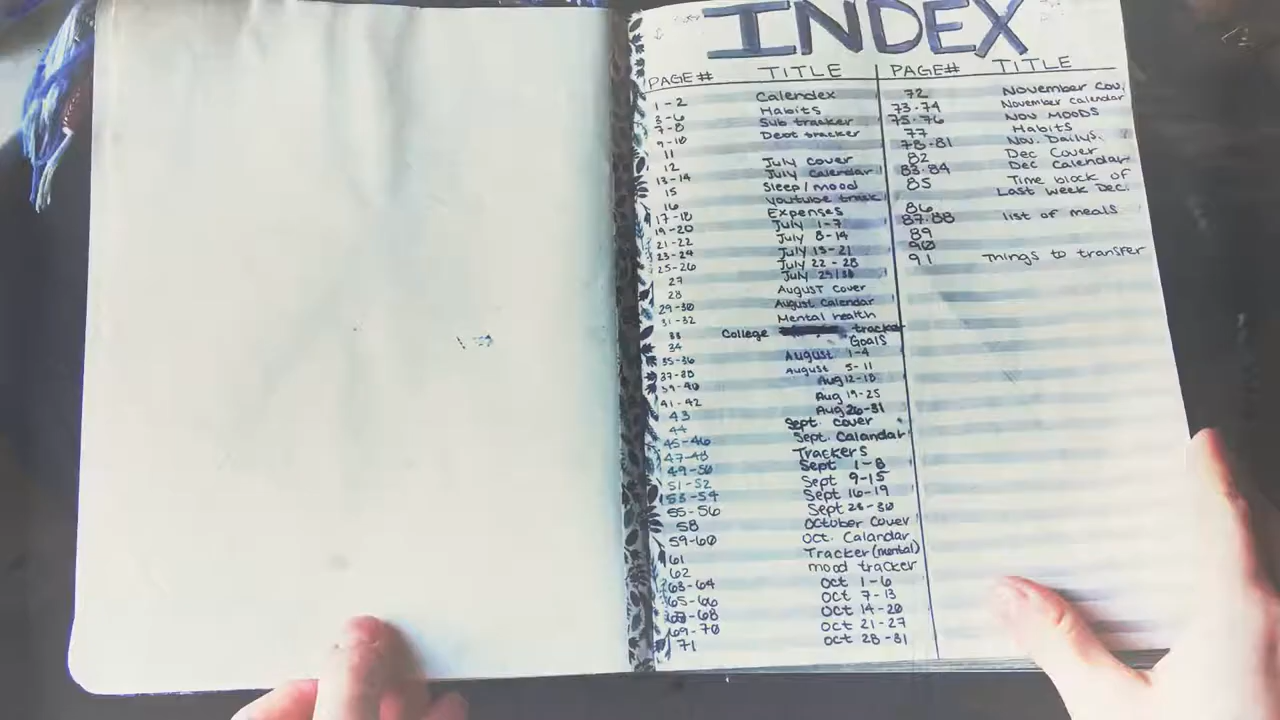 INDEX
PAGE# TITLE
1-2 Calendex
3-6 Habits
7-8 Sub tracker
9-10 Debt tracker
11
12 July cover
13-14 July calendar
15 Sleep/mood
16 youtube track
17-18 Expenses
19-20 July 1-7
21-22 July 8-14
23-24 July 15-21
25-26 July 22-28
27 July 29/30
28 AUGUST cover
29-30 August Calendar
31-32 Mental health
33 College tracker
34 Goals
35-36 August 1-4
37-38 August 5-11
39-40 Aug 12-18
41-42 Aug 19-25
43 Aug 26-31
44 Sept. cover
45-46 Sept. Calandar
47-48 Trackers
49-50 Sept 1-8
51-52 Sept 9-15
53-54 Sept 16-19
55-56 Sept 23-30
58 October Cover
59-60 Oct. Calandar
61 Tracker (mental)
62 mood tracker
63-64 Oct 1-6
65-66 Oct 7-13
67-68 Oct 14-20
69-70 Oct 21-27
71 Oct 28-31
PAGE# TITLE
72 November Cov.
73-74 November calendar
75-76 NOV MOODS
77 Habits
78-81 Nov. Dailys.
82 Dec Cover
83-84 Dec Calendar
85 Time block of
Last week Dec.
86
87-88 list of meals
89
90
91 Things to transfer